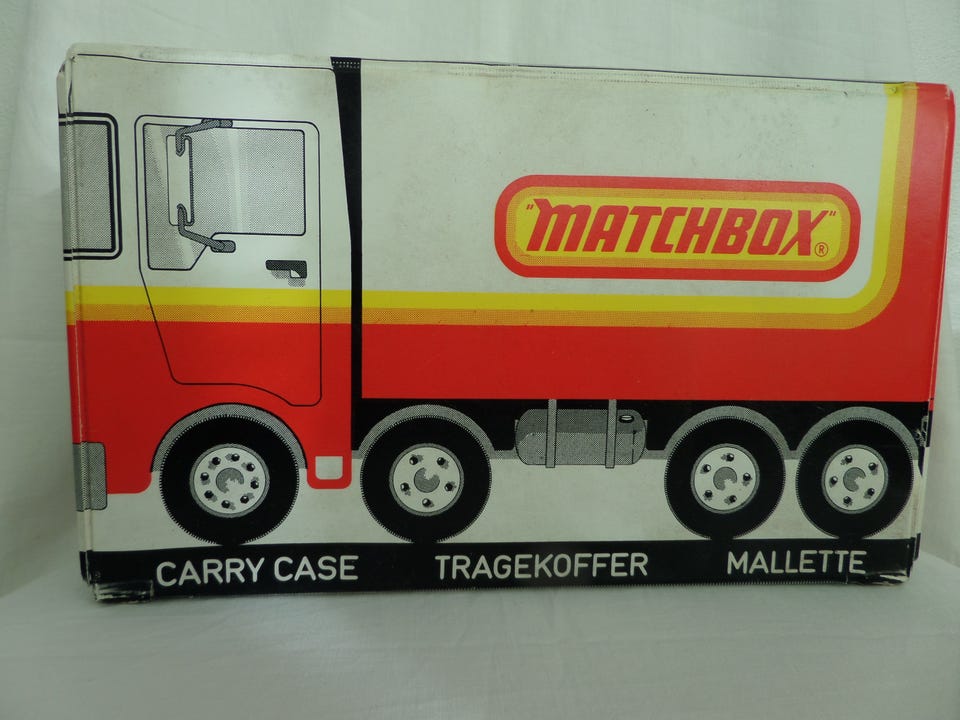 "MATCHBOX"®
CARRY CASE TRAGEKOFFER MALLETTE